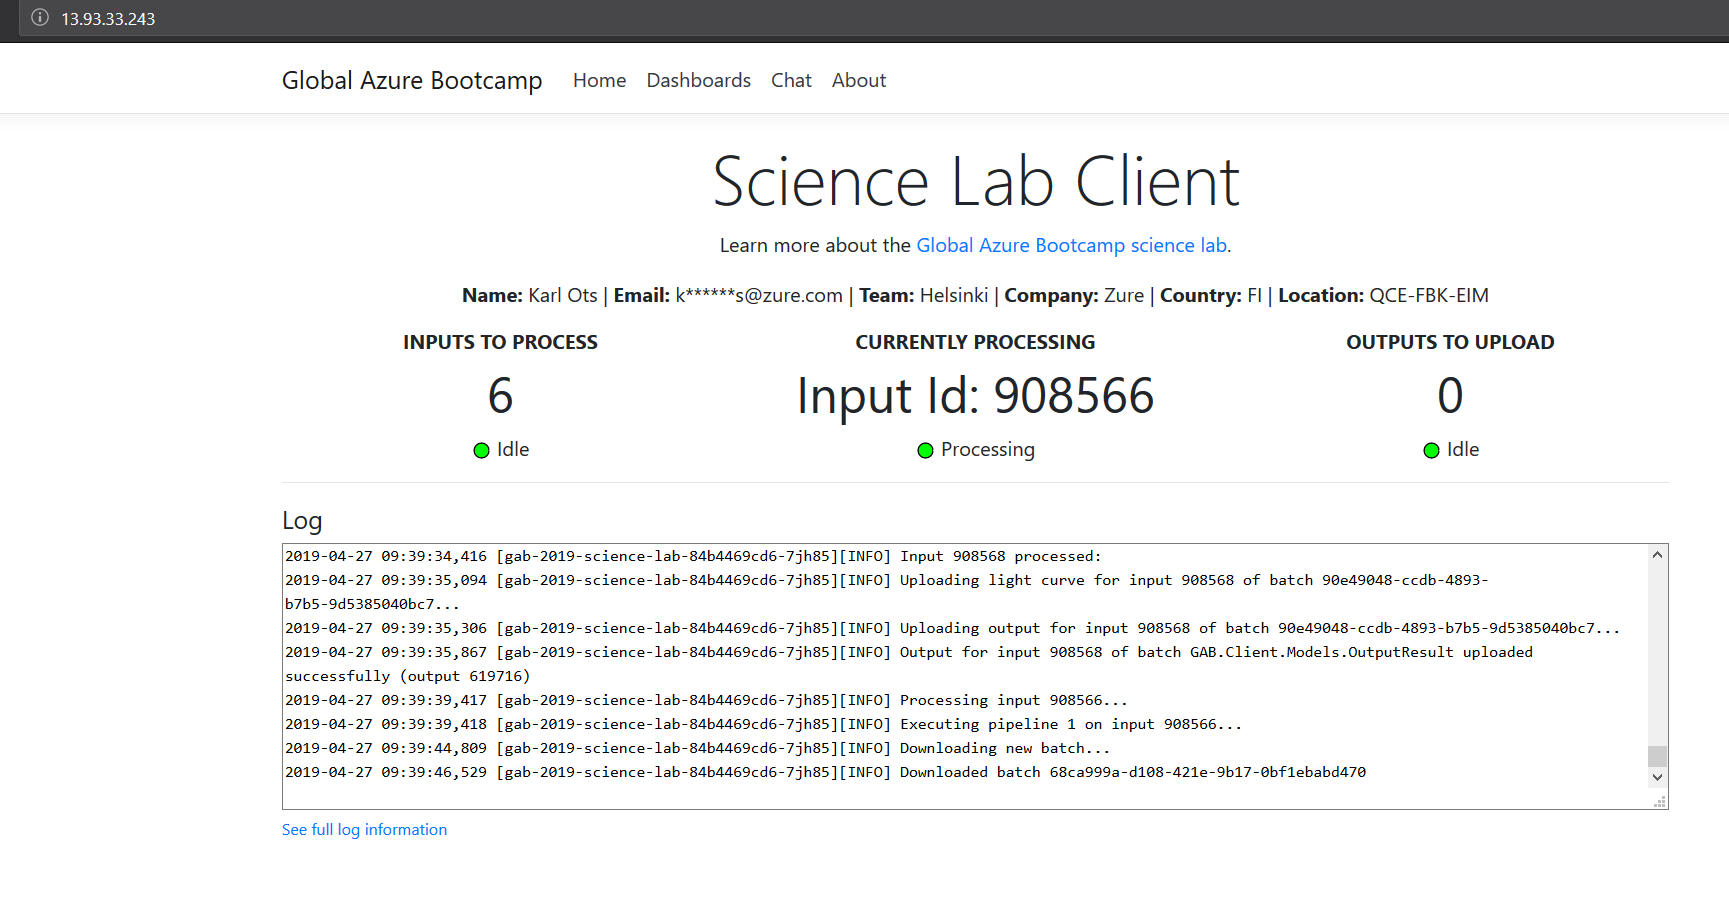 13.93.33.243
Global Azure Bootcamp Home Dashboards Chat About
Science Lab Client
Learn more about the Global Azure Bootcamp science lab.
Name: Karl Ots | Email: k******s@zure.com | Team: Helsinki | Company: Zure | Country: FI | Location: QCE-FBK-EIM
INPUTS TO PROCESS CURRENTLY PROCESSING OUTPUTS TO UPLOAD
6 Input Id: 908566 0
Idle Processing Idle
Log
2019-04-27 09:39:34,416 [gab-2019-science-lab-84b4469cd6-7jh85][INFO] Input 908568 processed:
2019-04-27 09:39:35,094 [gab-2019-science-lab-84b4469cd6-7jh85][INFO] Uploading light curve for input 908568 of batch 90e49048-ccdb-4893-
b7b5-9d5385040bc7...
2019-04-27 09:39:35,306 [gab-2019-science-lab-84b4469cd6-7jh85][INFO] Uploading output for input 908568 of batch 90e49048-ccdb-4893-b7b5-9d5385040bc7...
2019-04-27 09:39:35,867 [gab-2019-science-lab-84b4469cd6-7jh85][INFO] Output for input 908568 of batch GAB.Client.Models.OutputResult uploaded
successfully (output 619716)
2019-04-27 09:39:39,417 [gab-2019-science-lab-84b4469cd6-7jh85][INFO] Processing input 908566...
2019-04-27 09:39:39,418 [gab-2019-science-lab-84b4469cd6-7jh85][INFO] Executing pipeline 1 on input 908566...
2019-04-27 09:39:44,809 [gab-2019-science-lab-84b4469cd6-7jh85][INFO] Downloading new batch...
2019-04-27 09:39:46,529 [gab-2019-science-lab-84b4469cd6-7jh85][INFO] Downloaded batch 68ca999a-d108-421e-9b17-0bf1ebabd470
See full log information